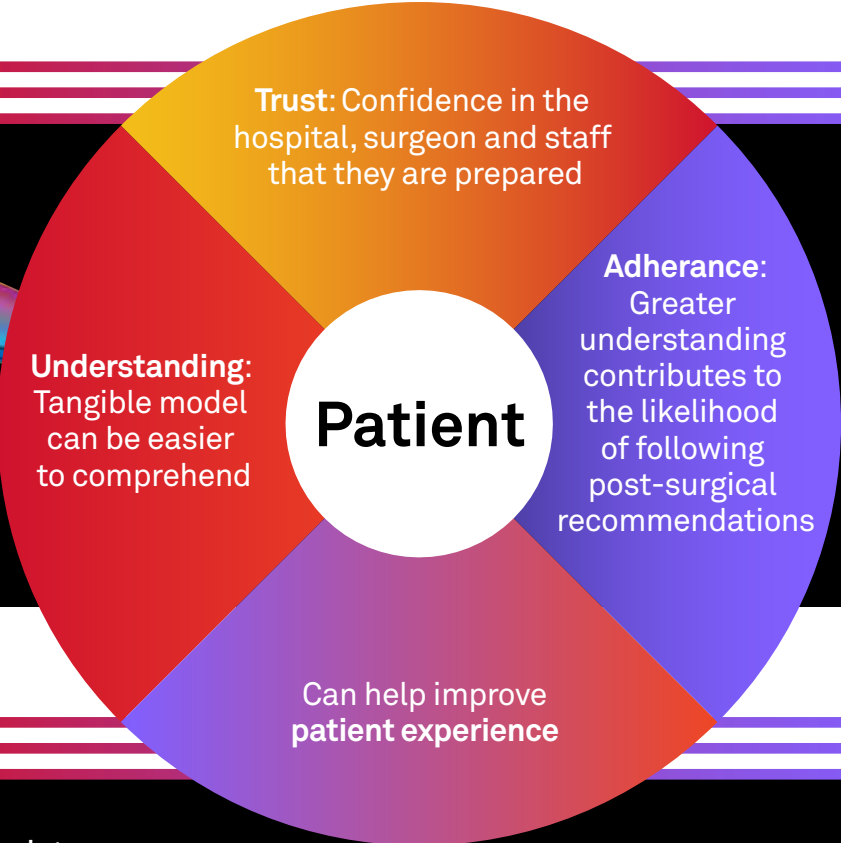 Trust: Confidence in the
hospital, surgeon and staff
that they are prepared
Adherance:
Greater
understanding
contributes to
the likelihood
of following
post-surgical
recommendations
Understanding:
Tangible model
can be easier
to comprehend
Patient
Can help improve
patient experience